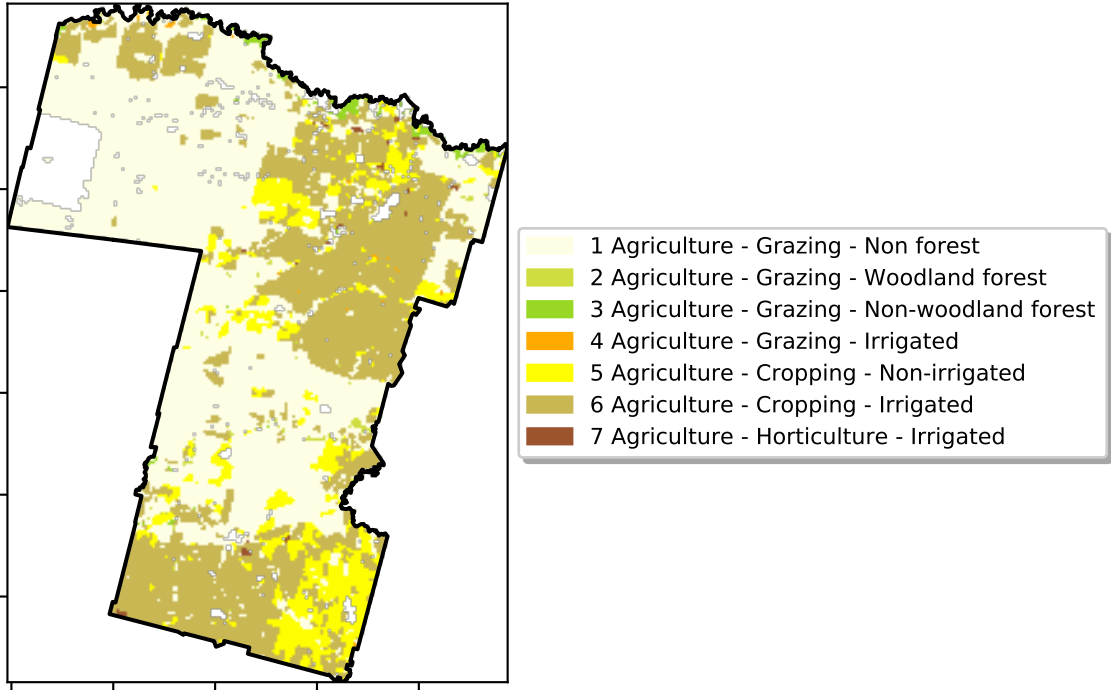 1 Agriculture - Grazing - Non forest
2 Agriculture - Grazing - Woodland forest
3 Agriculture - Grazing - Non-woodland forest
4 Agriculture - Grazing - Irrigated
5 Agriculture - Cropping - Non-irrigated
6 Agriculture - Cropping - Irrigated
7 Agriculture - Horticulture - Irrigated